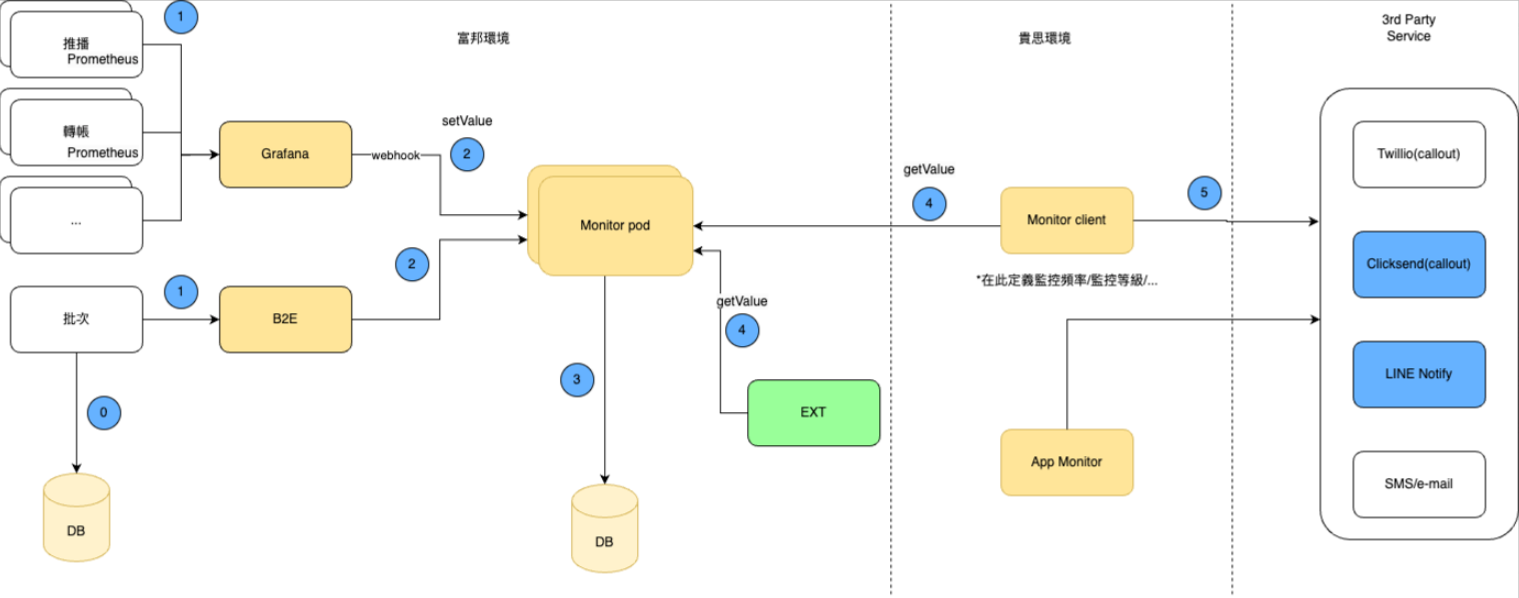 1
推播
Prometheus
轉帳
Prometheus
...
富邦環境
貴思環境
3rd Party
Service
Grafana
webhook
setValue
2
Monitor pod
getValue
4
Monitor client
5
*在此定義監控頻率/監控等級/...
Twillio(callout)
Clicksend(callout)
LINE Notify
SMS/e-mail
批次
1
B2E
2
getValue
4
3
EXT
App Monitor
0
DB
DB